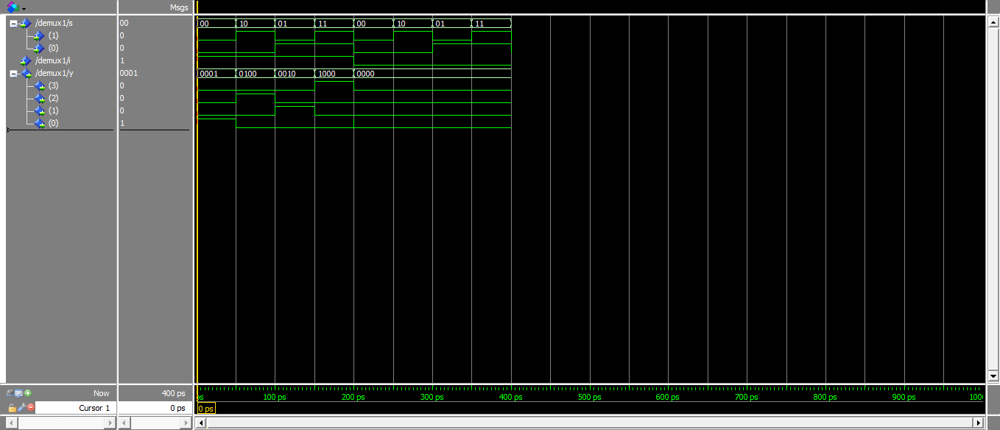 Msgs
/demux1/s 00 00 10 01 11 00 10 01 11
(1) 0
(0) 0
/demux1/i 1
/demux1/y 0001 0001 0100 0010 1000 0000
(3) 0
(2) 0
(1) 0
(0) 1
Now 400 ps ps 100 ps 200 ps 300 ps 400 ps 500 ps 600 ps 700 ps 800 ps 900 ps 1000
Cursor 1 0 ps 0 ps